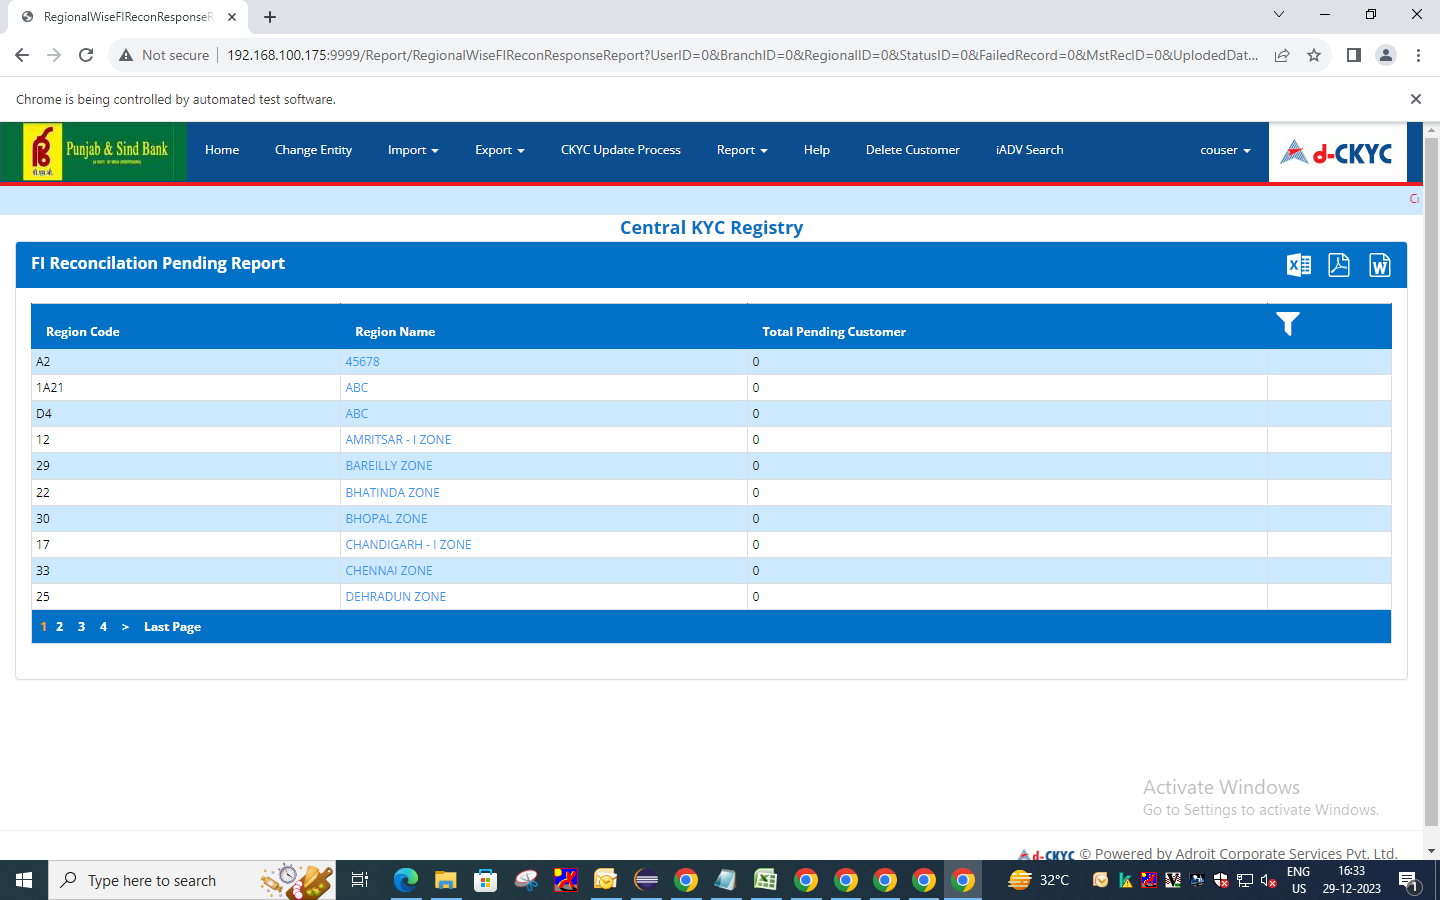 RegionalWiseFIReconResponseR
Not secure
192.168.100.175:9999/Report/RegionalWiseFIReconResponseReport?UserID=0&BranchID=0&RegionalID=0&StatusID=0&FailedRecord=0&MstRecID=0&UplodedDat...
Chrome is being controlled by automated test software.
Punjab & Sind Bank
Home Change Entity Import Export CKYC Update Process Report Help Delete Customer iADV Search couser
d-CKYC
Central KYC Registry
FI Reconcilation Pending Report
Region Code Region Name Total Pending Customer
A2 45678 0
1A21 ABC 0
D4 ABC 0
12 AMRITSAR - I ZONE 0
29 BAREILLY ZONE 0
22 BHATINDA ZONE 0
30 BHOPAL ZONE 0
17 CHANDIGARH - I ZONE 0
33 CHENNAI ZONE 0
25 DEHRADUN ZONE 0
1 2 3 4 > Last Page
Activate Windows
Go to Settings to activate Windows.
d-CKYC © Powered by Adroit Corporate Services Pvt. Ltd.
Type here to search
32°C
ENG
US
16:33
29-12-2023
1